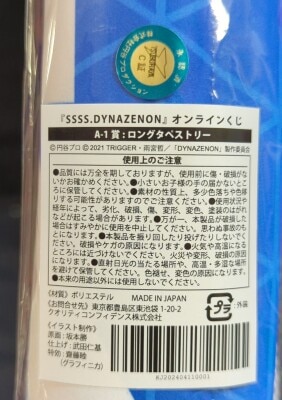 『SSSS.DYNAZENON』オンラインくじ
A-1賞：ロングタペストリー
©円谷プロ ©2021 TRIGGER・雨宮哲／「DYNAZENON」製作委員会
使用上のご注意
●品質には万全を期しておりますが、使用前に傷・破損がな
いかお確かめください。●小さいお子様の手の届かないとこ
ろに保管してください。●素材の性質上、多少色落ちや色移
りする可能性がありますのでご注意ください。●使用状況や
経年によって、劣化、破損、傷、変形、変色、塗装のはがれ
などが起こる場合があります。●万が一、本製品が破損した
場合はすみやかに使用を中止してください。思わぬ事故のも
とになります。●本製品を振り回したり投げたりしないでく
ださい。破損やケガの原因になります。●火気や高温になる
ところには近づけないでください。火災や変形、破損の原因
になります。●直射日光の当たる場所や、高温・多湿な場所
を避けて保管してください。色褪せ、変色の原因になります。
●本来の用途以外には使用しないでください。
《材質》ポリエステル MADE IN JAPAN
《お問合せ先》東京都豊島区東池袋 1-20-2
クオリティコンフィデンス株式会社
外装
プラ
《イラスト制作》
原画：坂本勝
仕上げ：武田仁基
特効：齋藤睦
（グラフィニカ）
KJ202404110001